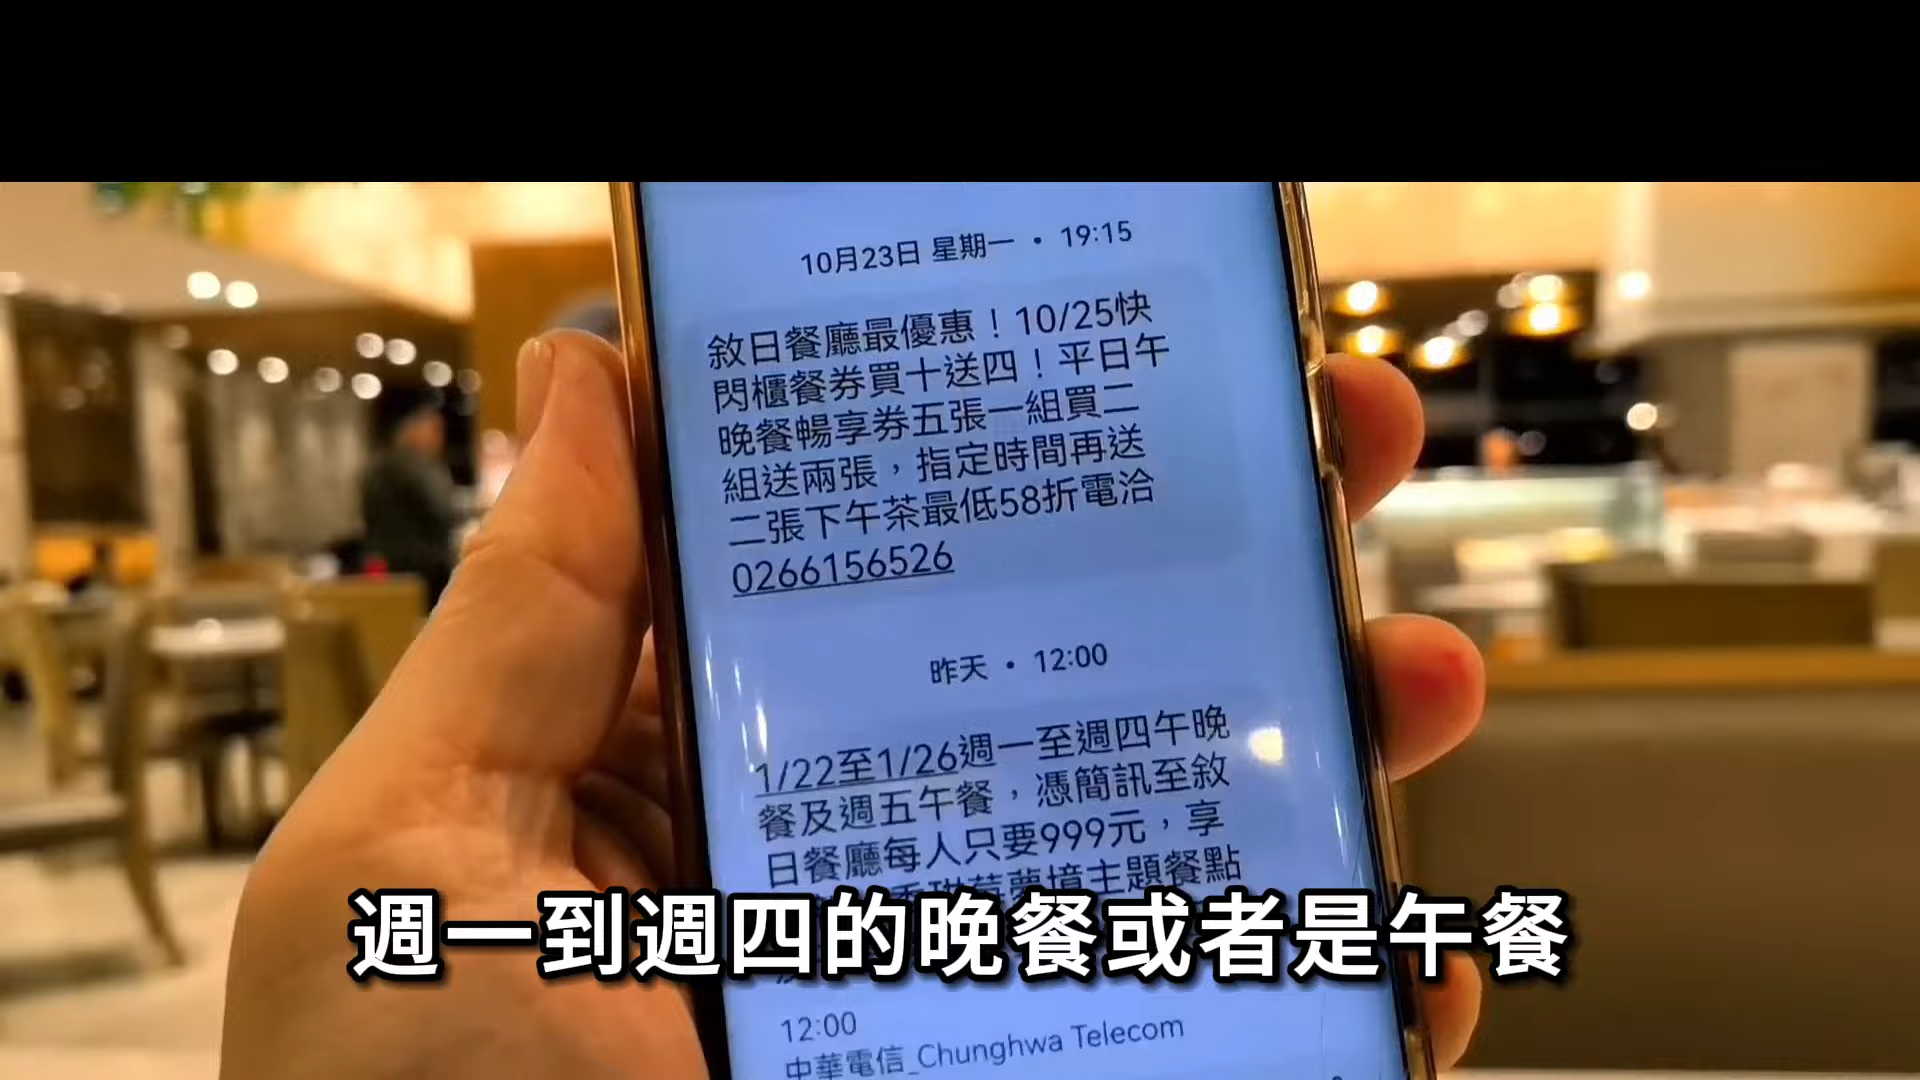 10月23日 星期一 • 19:15
敘日餐廳最優惠！10/25快
閃櫃餐券買十送四！平日午
晚餐暢享券五張一組買二
組送兩張，指定時間再送
二張下午茶最低58折電洽
0266156526
昨天 • 12:00
1/22至1/26週一至週四午晚
餐及週五午餐，憑簡訊至敘
日餐廳每人只要999元，享
莓夢境主題餐點
週一到週四的晚餐或者是午餐
12:00
中華電信_Chunghwa Telecom